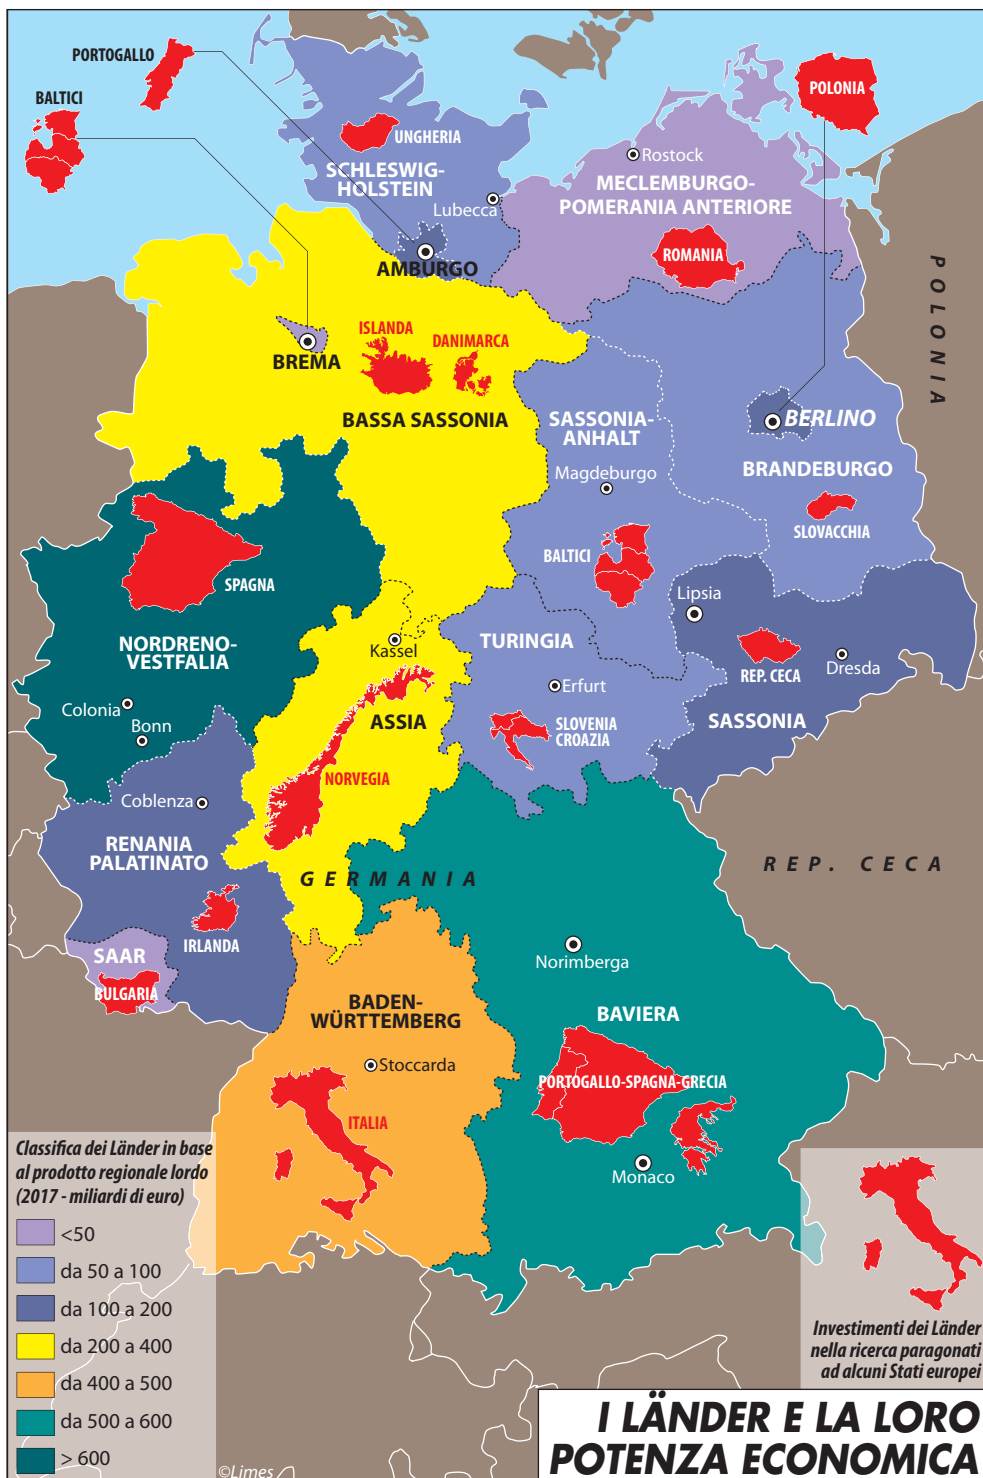 PORTOGALLO
BALTICI
POLONIA
UNGHERIA
SCHLESWIG-
HOLSTEIN
Lubecca
Rostock
MECLEMBURGO-
POMERANIA ANTERIORE
ROMANIA
AMBURGO
POLONIA
BREMA
ISLANDA
DANIMARCA
BASSA SASSONIA
SASSONIA-
ANHALT
Magdeburgo
BERLINO
BRANDEBURGO
SLOVACCHIA
SPAGNA
BALTICI
NORDRENO-
VESTFALIA
Colonia
Bonn
Kassel
ASSIA
NORVEGIA
TURINGIA
Erfurt
SLOVENIA
CROAZIA
Lipsia
REP. CECA
Dresda
SASSONIA
Coblenza
RENANIA
PALATINATO
GERMANIA
REP. CECA
IRLANDA
SAAR
BULGARIA
Norimberga
BADEN-
WÜRTTEMBERG
Stoccarda
ITALIA
BAVIERA
PORTOGALLO-SPAGNA-GRECIA
Monaco
Classifica dei Länder in base
al prodotto regionale lordo
(2017 - miliardi di euro)
<50
da 50 a 100
da 100 a 200
da 200 a 400
da 400 a 500
da 500 a 600
> 600
©Limes
Investimenti dei Länder
nella ricerca paragonati
ad alcuni Stati europei
I LÄNDER E LA LORO
POTENZA ECONOMICA